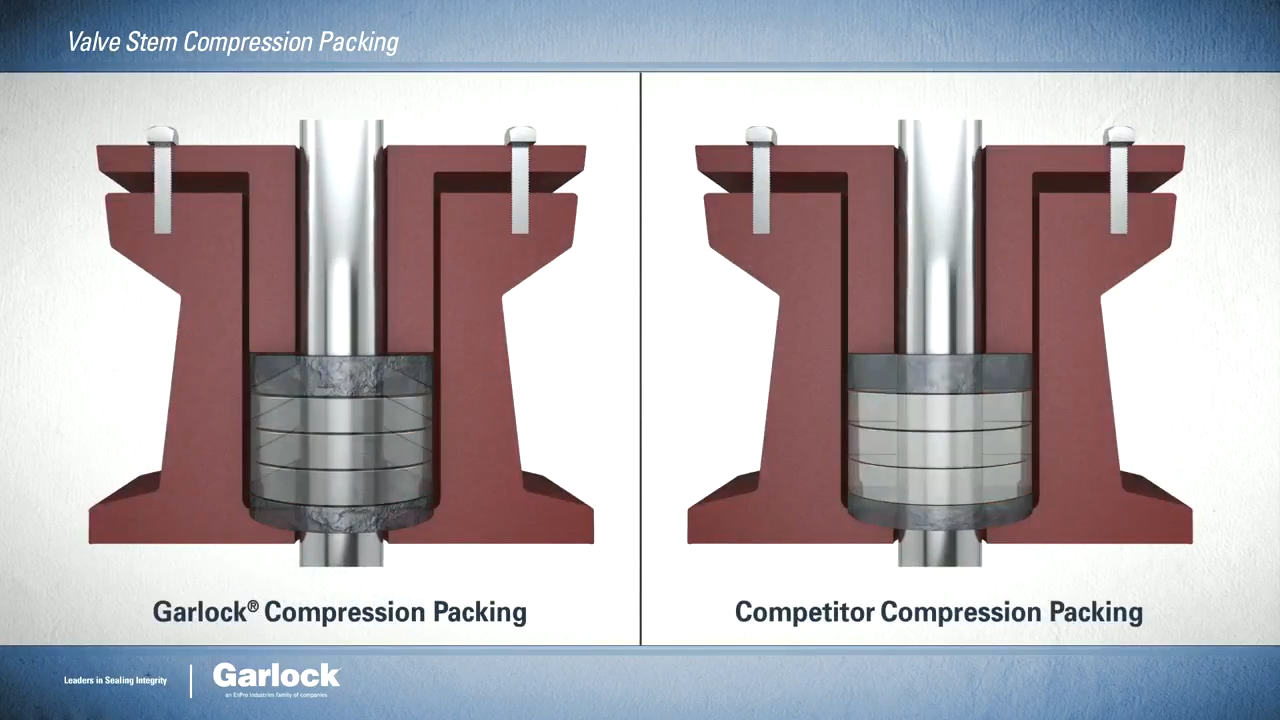 Valve Stem Compression Packing
Garlock® Compression Packing
Competitor Compression Packing
Leaders in Sealing Integrity
Garlock
an EnPro Industries family of companies